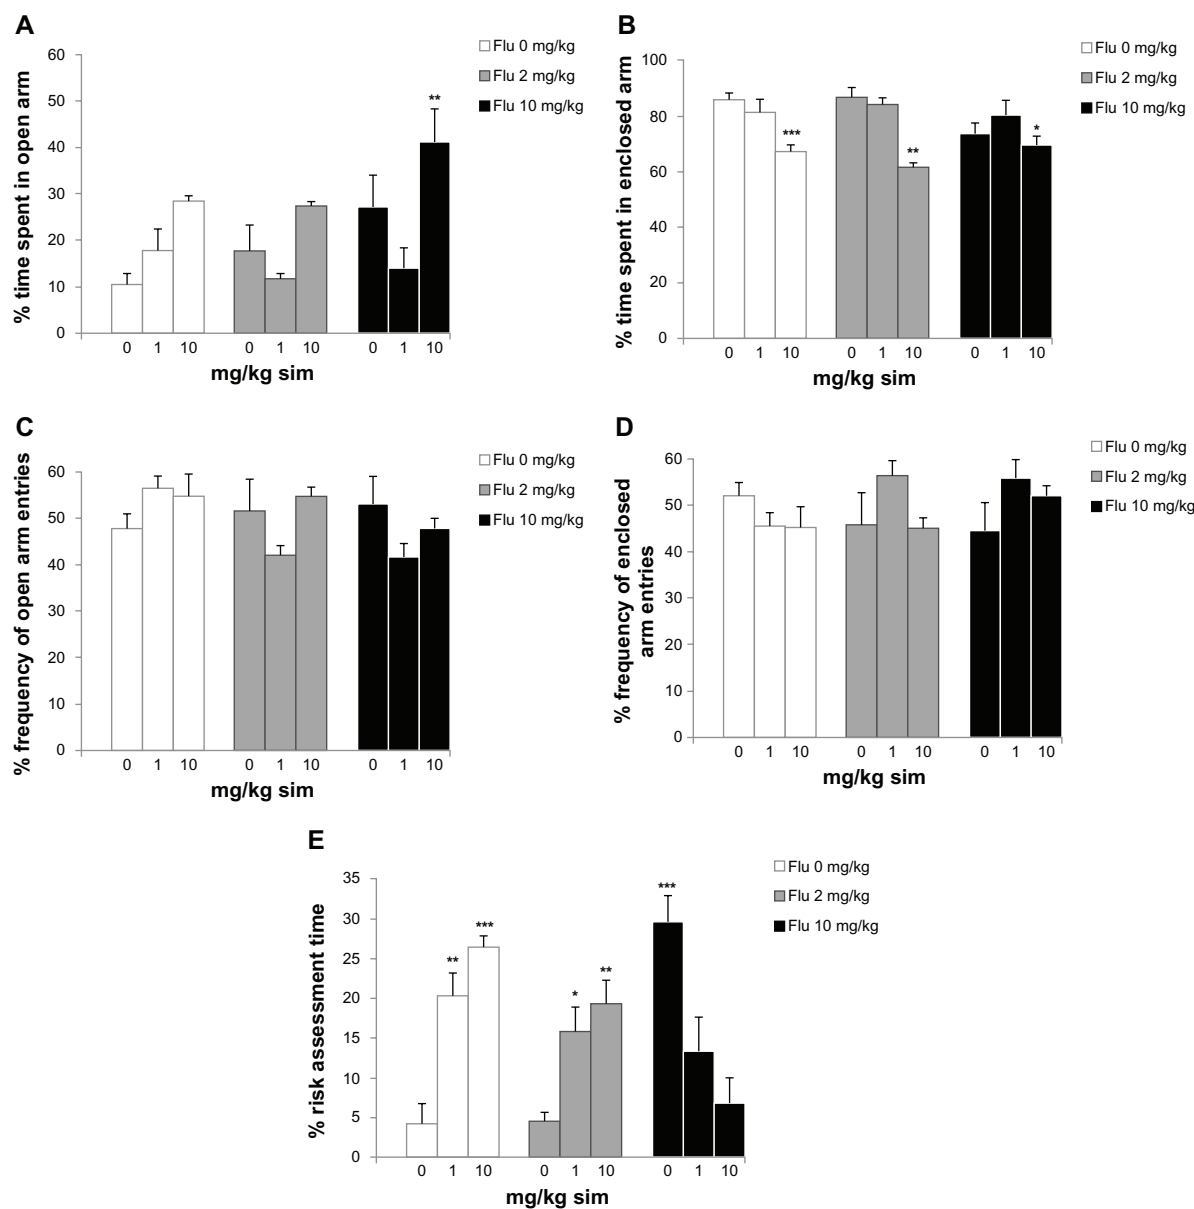 A
% time spent in open arm
60
50
40
30
20
10
0
**
0 1 10 0 1 10 0 1 10
mg/kg sim
Flu 0 mg/kg
Flu 2 mg/kg
Flu 10 mg/kg
B
% time spent in enclosed arm
100
80
60
40
20
0
***
**
*
0 1 10 0 1 10 0 1 10
mg/kg sim
Flu 0 mg/kg
Flu 2 mg/kg
Flu 10 mg/kg
C
% frequency of open arm entries
60
50
40
30
20
10
0
0 1 10 0 1 10 0 1 10
mg/kg sim
Flu 0 mg/kg
Flu 2 mg/kg
Flu 10 mg/kg
D
% frequency of enclosed
arm entries
60
50
40
30
20
10
0
0 1 10 0 1 10 0 1 10
mg/kg sim
Flu 0 mg/kg
Flu 2 mg/kg
Flu 10 mg/kg
E
% risk assessment time
35
30
25
20
15
10
5
0
**
***
*
**
***
0 1 10 0 1 10 0 1 10
mg/kg sim
Flu 0 mg/kg
Flu 2 mg/kg
Flu 10 mg/kg